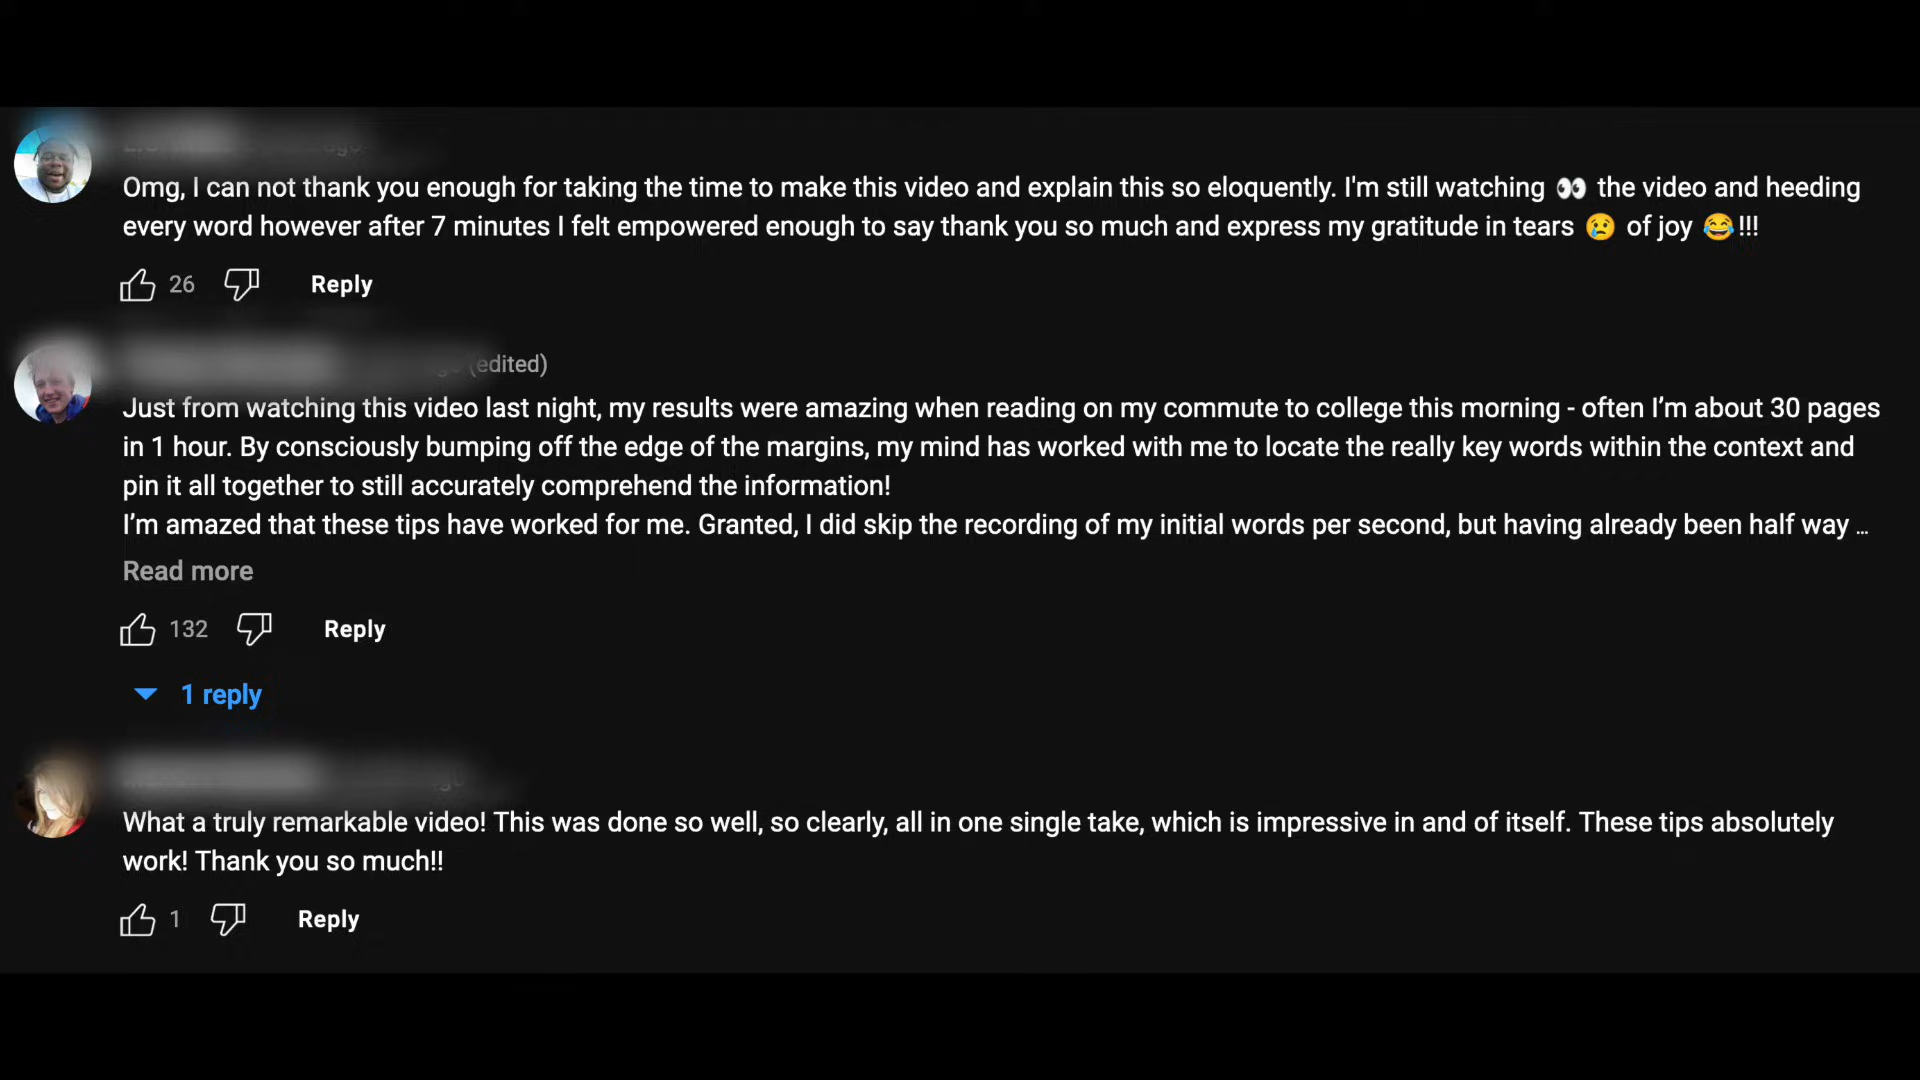 Omg, I can not thank you enough for taking the time to make this video and explain this so eloquently. I'm still watching 👀 the video and heeding
every word however after 7 minutes I felt empowered enough to say thank you so much and express my gratitude in tears 😢 of joy 😂!!!
26 Reply
(edited)
Just from watching this video last night, my results were amazing when reading on my commute to college this morning - often I’m about 30 pages
in 1 hour. By consciously bumping off the edge of the margins, my mind has worked with me to locate the really key words within the context and
pin it all together to still accurately comprehend the information!
I’m amazed that these tips have worked for me. Granted, I did skip the recording of my initial words per second, but having already been half way ...
Read more
132 Reply
1 reply
What a truly remarkable video! This was done so well, so clearly, all in one single take, which is impressive in and of itself. These tips absolutely
work! Thank you so much!!
1 Reply